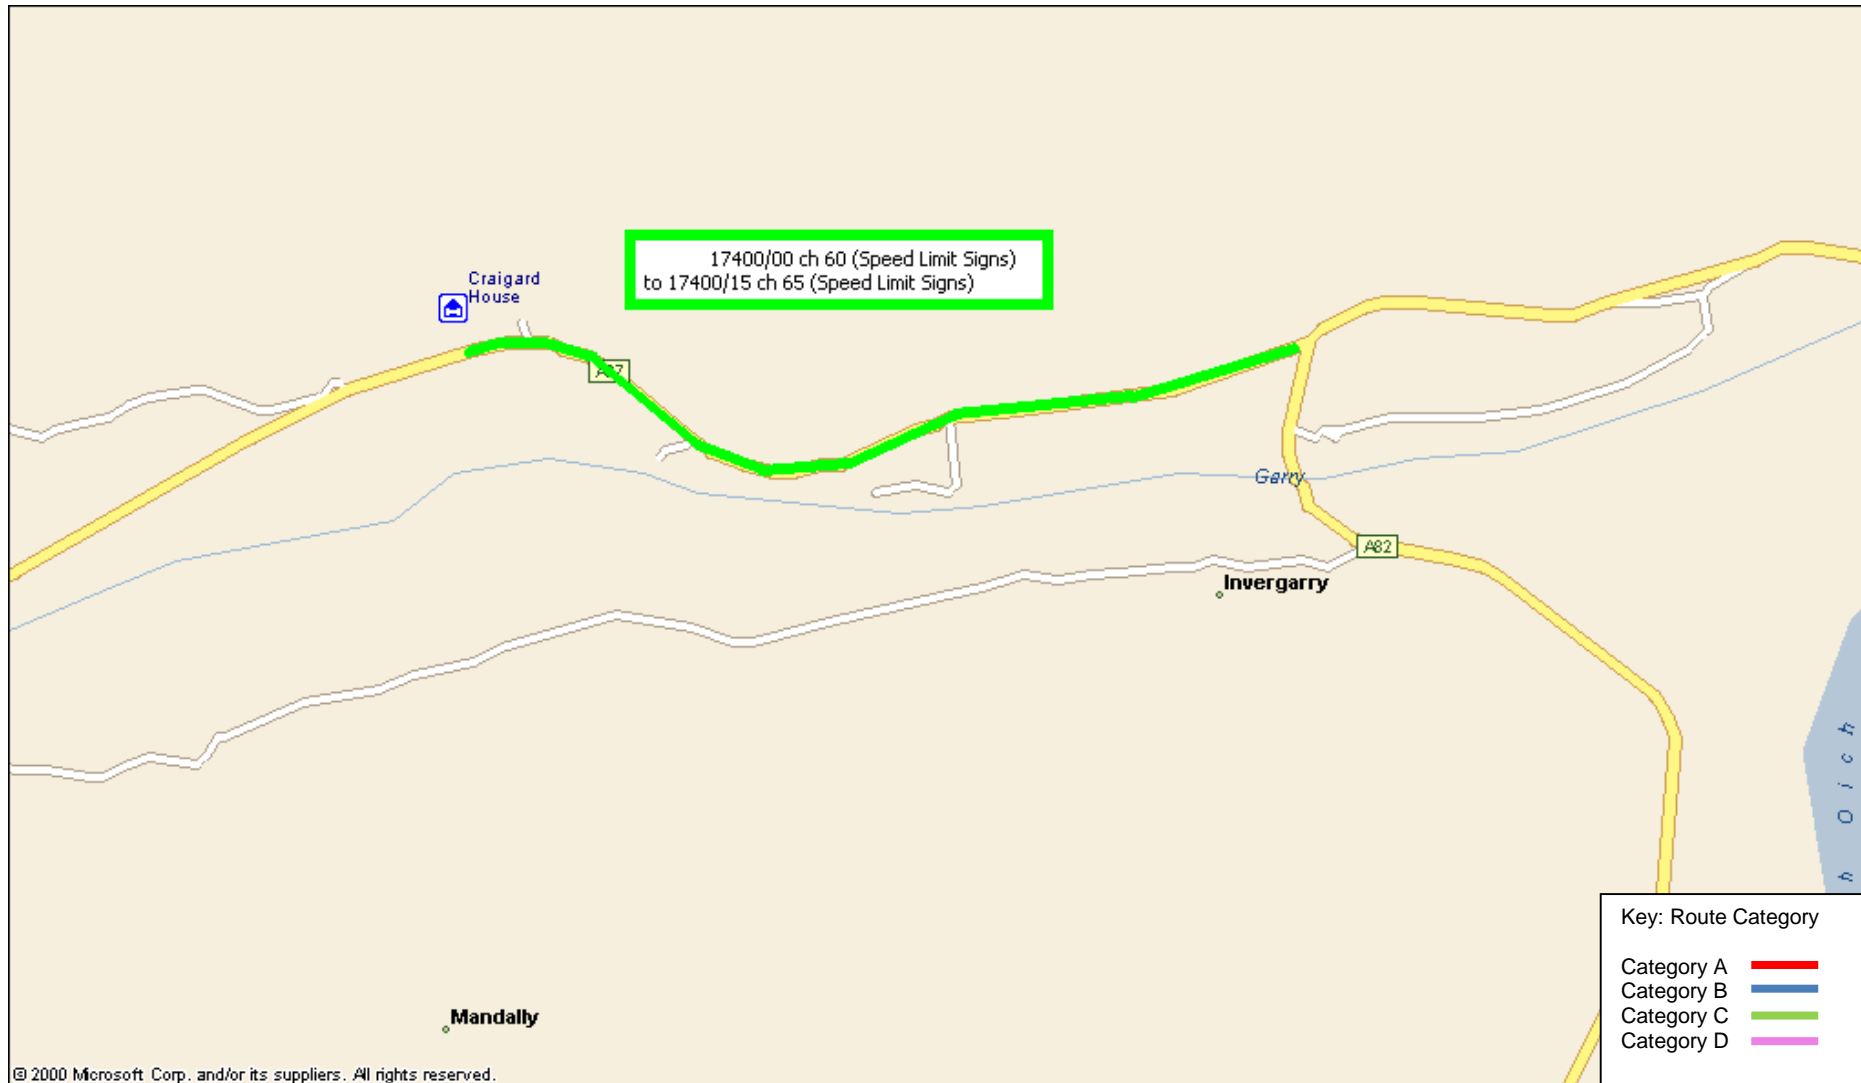 17400/00 ch 60 (Speed Limit Signs)
to 17400/15 ch 65 (Speed Limit Signs)
Craigard
House
A87
Garry
A82
Invergarry
h Oich
Mandally
Key: Route Category
Category A
Category B
Category C
Category D
© 2000 Microsoft Corp. and/or its suppliers. All rights reserved.